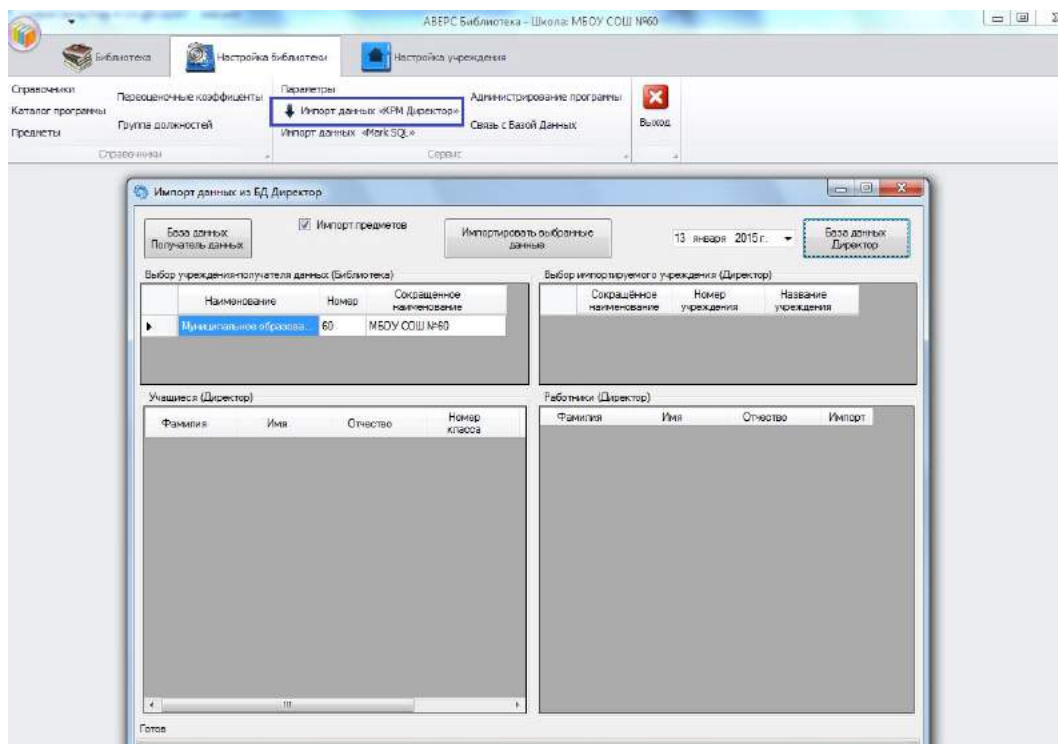 АВЕРС Библиотека - Школа: МБОУ СОШ №60
Библиотека
Настройка библиотеки
Настройка учреждения
Справочники
Каталог программы
Предметы
Переоценочные коэффициенты
Группа должностей
Справочники
Параметры
Импорт данных «КРМ Директор»
Импорт данных «Mark SQL»
Администрирование программы
Связь с Базой Данных
Сервис
Выход
Импорт данных из БД Директор
База данных
Получатель данных
Импорт предметов
Импортировать выбранные
данные
13 января 2015 г.
База данных
Директор
Выбор учреждения-получателя данных (Библиотека)
Наименование
Номер
Сокращенное
наименование
Муниципальное образова...
60
МБОУ СОШ №60
Выбор импортируемого учреждения (Директор)
Сокращённое
наименование
Номер
учреждения
Название
учреждения
Учащиеся (Директор)
Фамилия
Имя
Отчество
Номер
класса
Работники (Директор)
Фамилия
Имя
Отчество
Импорт
Готов